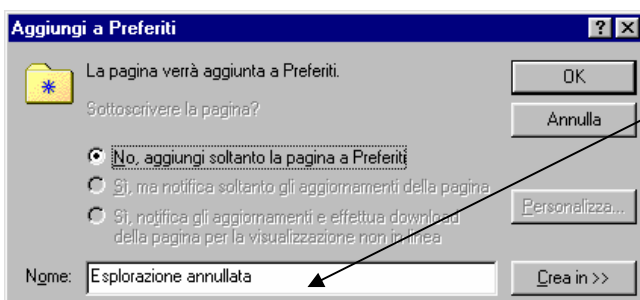 Aggiungi a Preferiti
La pagina verrà aggiunta a Preferiti.
OK
Sottoscrivere la pagina?
Annulla
No, aggiungi soltanto la pagina a Preferiti
Sì, ma notifica soltanto gli aggiornamenti della pagina
Sì, notifica gli aggiornamenti e effettua download
della pagina per la visualizzazione non in linea
Personalizza...
Nome: Esplorazione annullata
Crea in >>